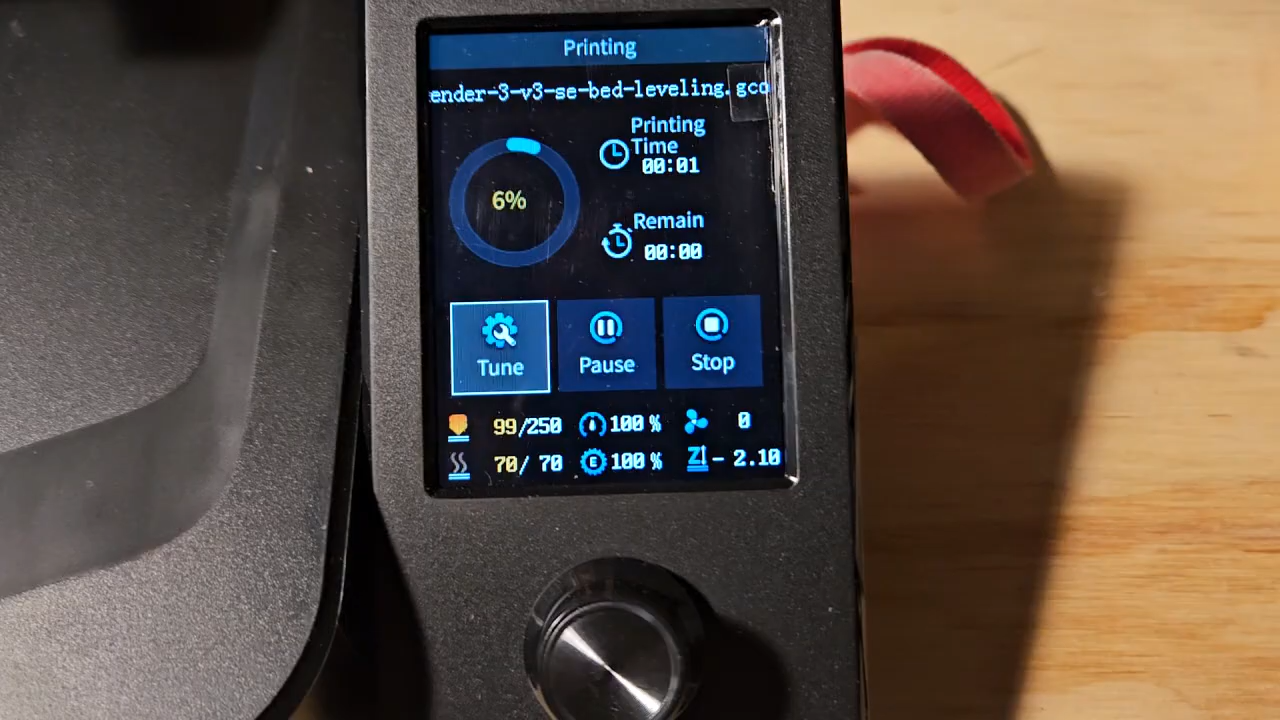 Printing
ender-3-v3-se-bed-leveling.gco
Printing
Time
00:01
6%
Remain
00:00
Tune
Pause
Stop
99/250 100 % 0
70/ 70 E 100 % Z - 2.10